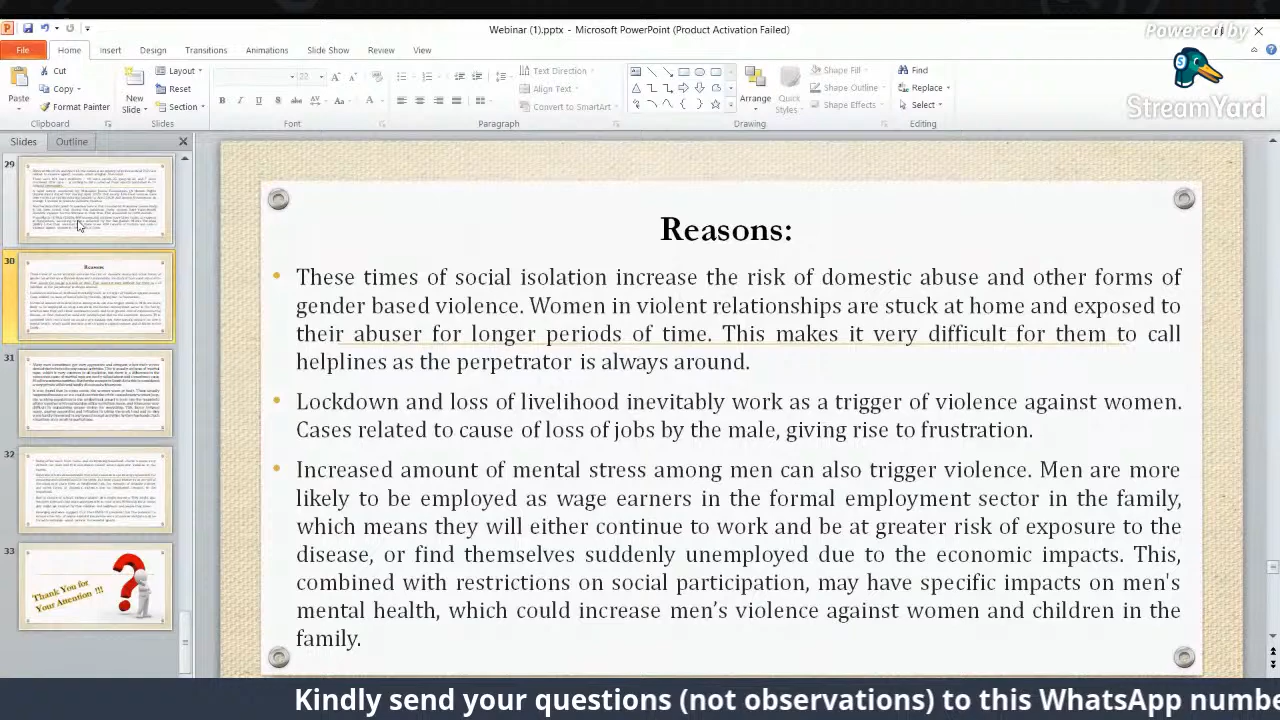 Webinar (1).pptx - Microsoft PowerPoint (Product Activation Failed)
Powered by
StreamYard
File Home Insert Design Transitions Animations Slide Show Review View
Paste
Cut
Copy
Format Painter
Clipboard
New Slide
Layout
Reset
Section
Slides
22
Font
Text Direction
Align Text
Convert to SmartArt
Paragraph
Arrange
Quick Styles
Shape Fill
Shape Outline
Shape Effects
Drawing
Find
Replace
Select
Editing
Slides Outline
29
30
Reasons
31
32
33
Thank You for
Your Attention !!!
Reasons:
These times of social isolation increase the risk of domestic abuse and other forms of
gender based violence. Women in violent relationships are stuck at home and exposed to
their abuser for longer periods of time. This makes it very difficult for them to call
helplines as the perpetrator is always around.
Lockdown and loss of livelihood inevitably work as a trigger of violence against women.
Cases related to cause of loss of jobs by the male, giving rise to frustration.
Increased amount of mental stress among men can also trigger violence. Men are more
likely to be employed as wage earners in the formal employment sector in the family,
which means they will either continue to work and be at greater risk of exposure to the
disease, or find themselves suddenly unemployed due to the economic impacts. This,
combined with restrictions on social participation, may have specific impacts on men's
mental health, which could increase men’s violence against women and children in the
family.
Kindly send your questions (not observations) to this WhatsApp numbe